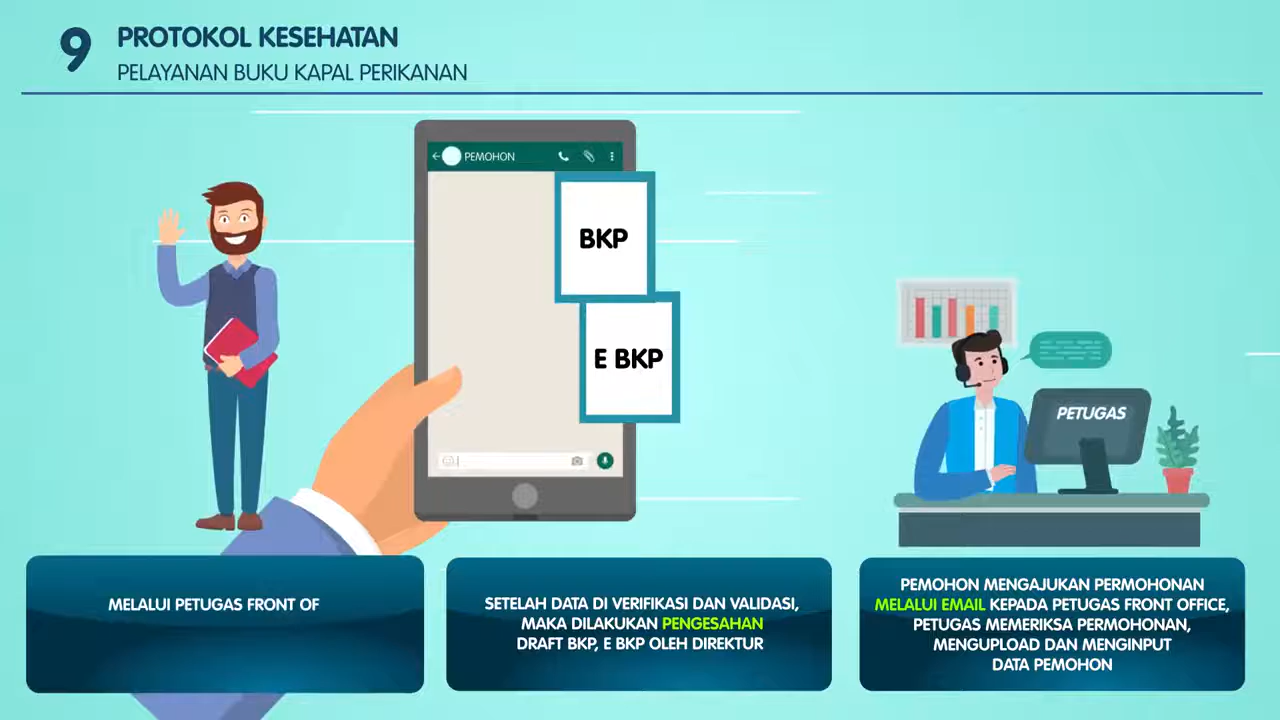 9
PROTOKOL KESEHATAN
PELAYANAN BUKU KAPAL PERIKANAN
PEMOHON
BKP
E BKP
PETUGAS
MELALUI PETUGAS FRONT OF
SETELAH DATA DI VERIFIKASI DAN VALIDASI,
MAKA DILAKUKAN PENGESAHAN
DRAFT BKP, E BKP OLEH DIREKTUR
PEMOHON MENGAJUKAN PERMOHONAN
MELALUI EMAIL KEPADA PETUGAS FRONT OFFICE,
PETUGAS MEMERIKSA PERMOHONAN,
MENGUPLOAD DAN MENGINPUT
DATA PEMOHON